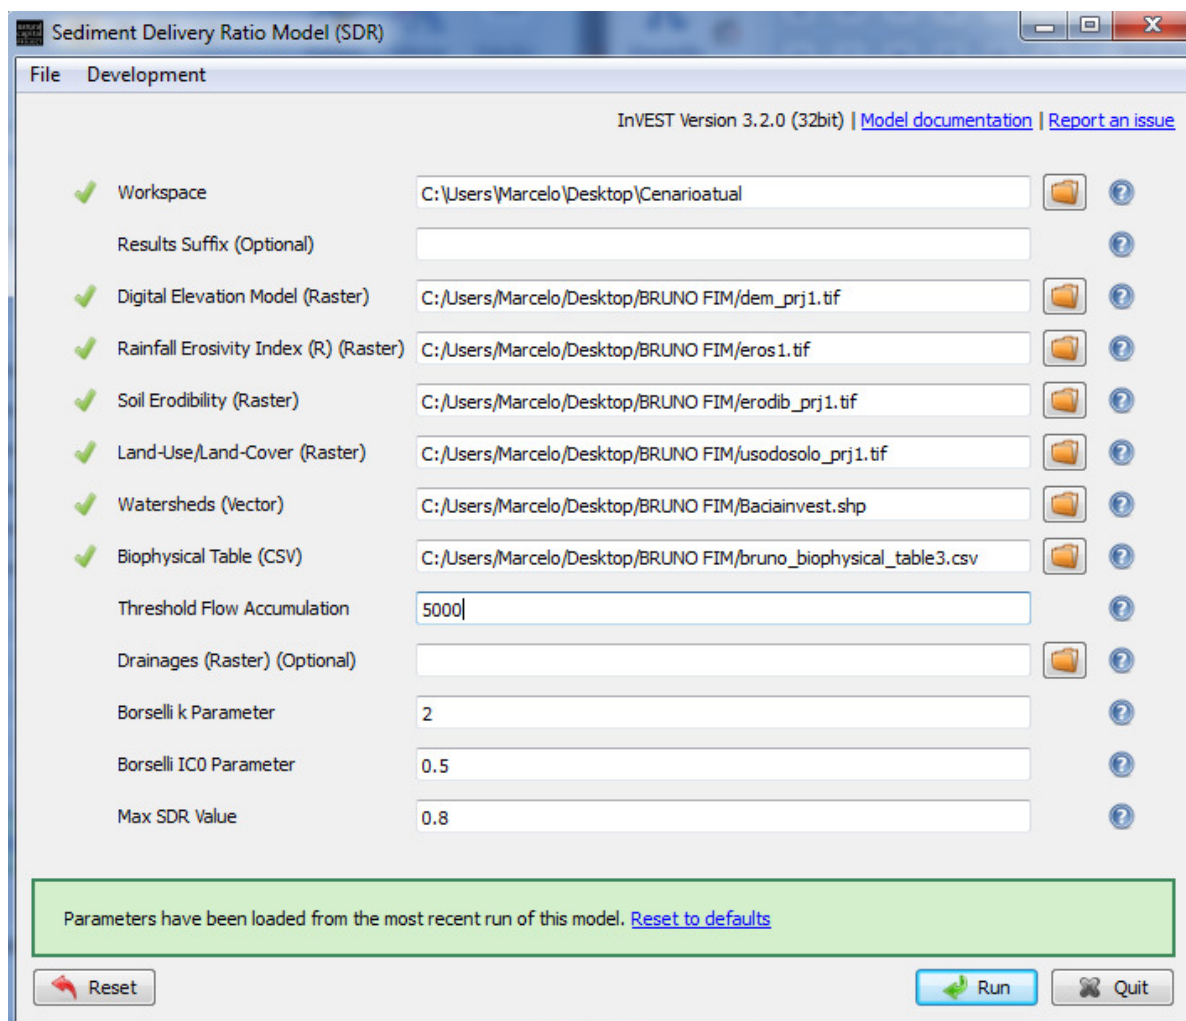 Sediment Delivery Ratio Model (SDR)
File Development
InVEST Version 3.2.0 (32bit) | Model documentation | Report an issue
Workspace C:\Users\Marcelo\Desktop\Cenarioatual
Results Suffix (Optional)
Digital Elevation Model (Raster) C:/Users/Marcelo/Desktop/BRUNO FIM/dem_prj1.tif
Rainfall Erosivity Index (R) (Raster) C:/Users/Marcelo/Desktop/BRUNO FIM/eros1.tif
Soil Erodibility (Raster) C:/Users/Marcelo/Desktop/BRUNO FIM/erodib_prj1.tif
Land-Use/Land-Cover (Raster) C:/Users/Marcelo/Desktop/BRUNO FIM/usodosolo_prj1.tif
Watersheds (Vector) C:/Users/Marcelo/Desktop/BRUNO FIM/Baciainvest.shp
Biophysical Table (CSV) C:/Users/Marcelo/Desktop/BRUNO FIM/bruno_biophysical_table3.csv
Threshold Flow Accumulation 5000
Drainages (Raster) (Optional)
Borselli k Parameter 2
Borselli IC0 Parameter 0.5
Max SDR Value 0.8
Parameters have been loaded from the most recent run of this model. Reset to defaults
Reset Run Quit